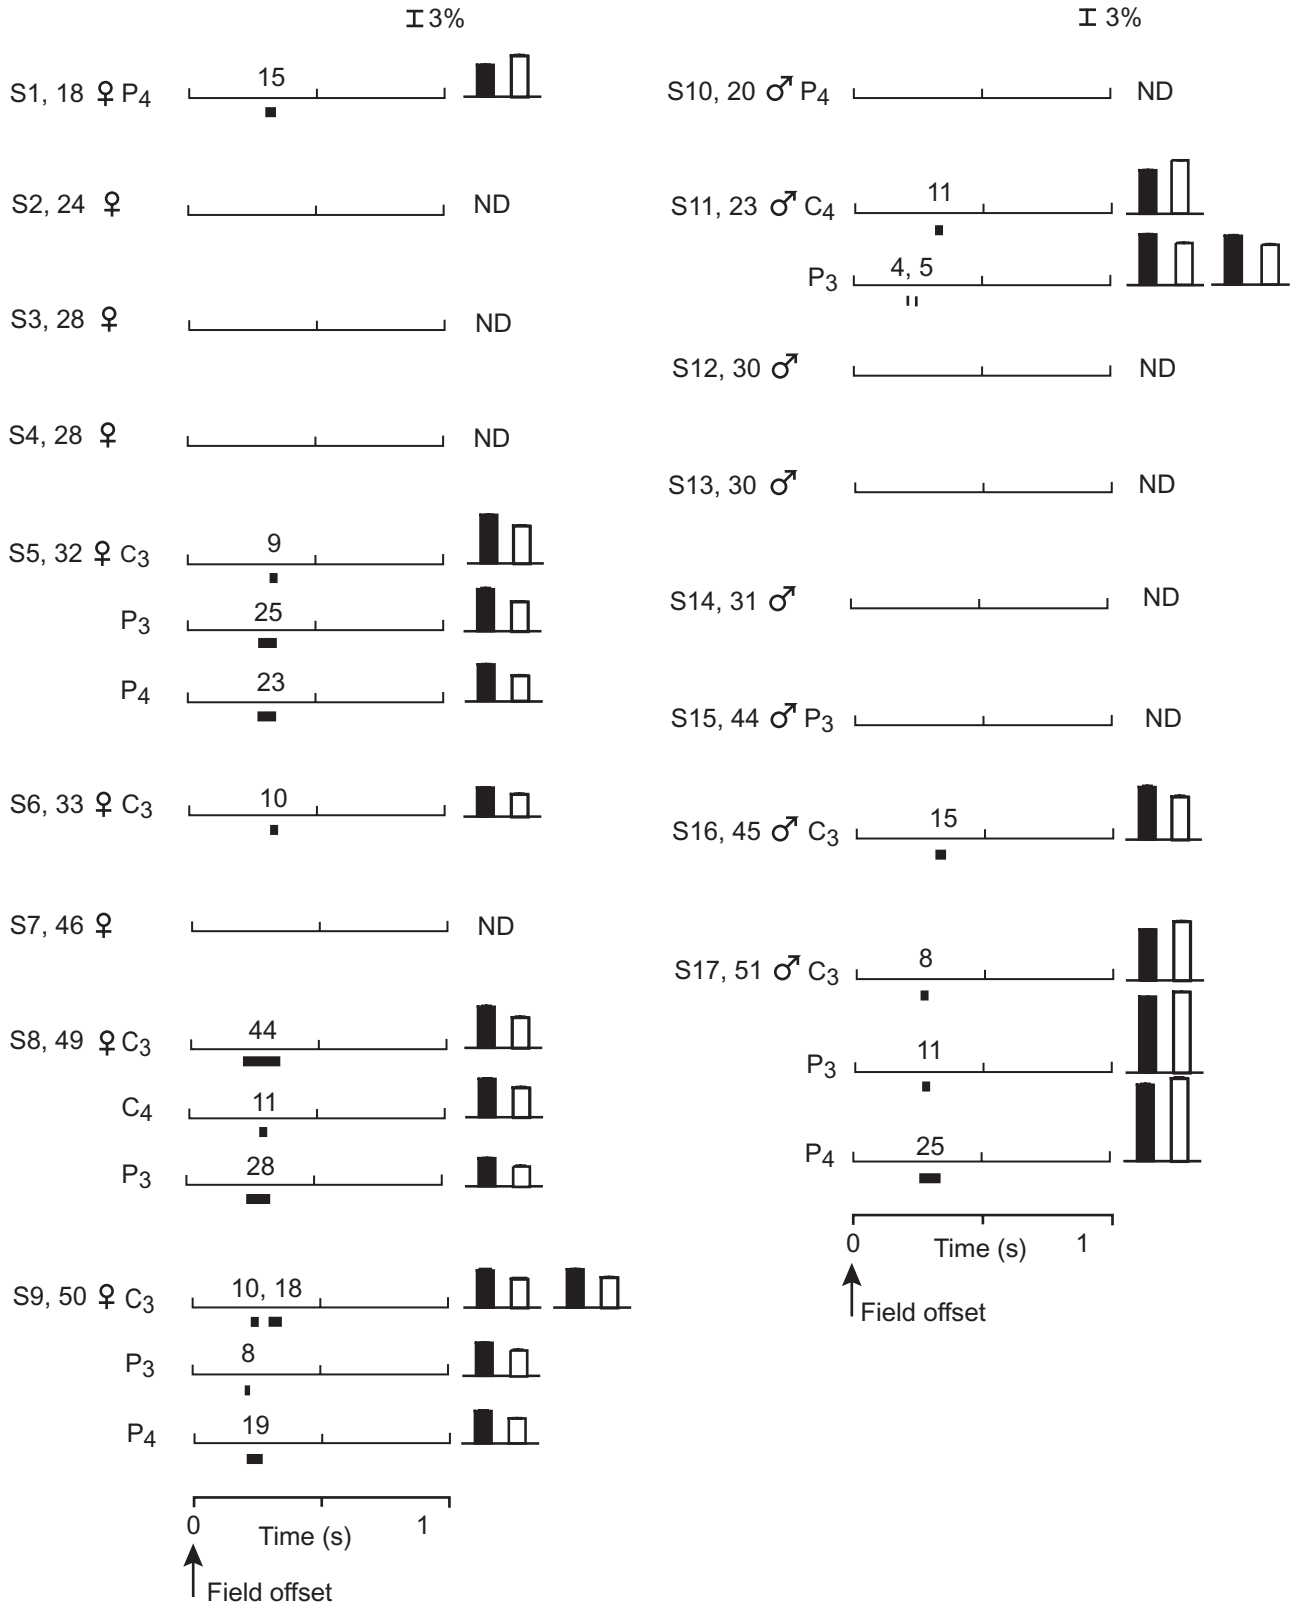 3%
S1, 18 ♀ P4
15
S2, 24 ♀
ND
S3, 28 ♀
ND
S4, 28 ♀
ND
S5, 32 ♀ C3
9
P3
25
P4
23
S6, 33 ♀ C3
10
S7, 46 ♀
ND
S8, 49 ♀ C3
44
C4
11
P3
28
S9, 50 ♀ C3
10, 18
P3
8
P4
19
0
Time (s)
1
Field offset
3%
S10, 20 ♂ P4
ND
S11, 23 ♂ C4
11
P3
4, 5
S12, 30 ♂
ND
S13, 30 ♂
ND
S14, 31 ♂
ND
S15, 44 ♂ P3
ND
S16, 45 ♂ C3
15
S17, 51 ♂ C3
8
P3
11
P4
25
0
Time (s)
1
Field offset